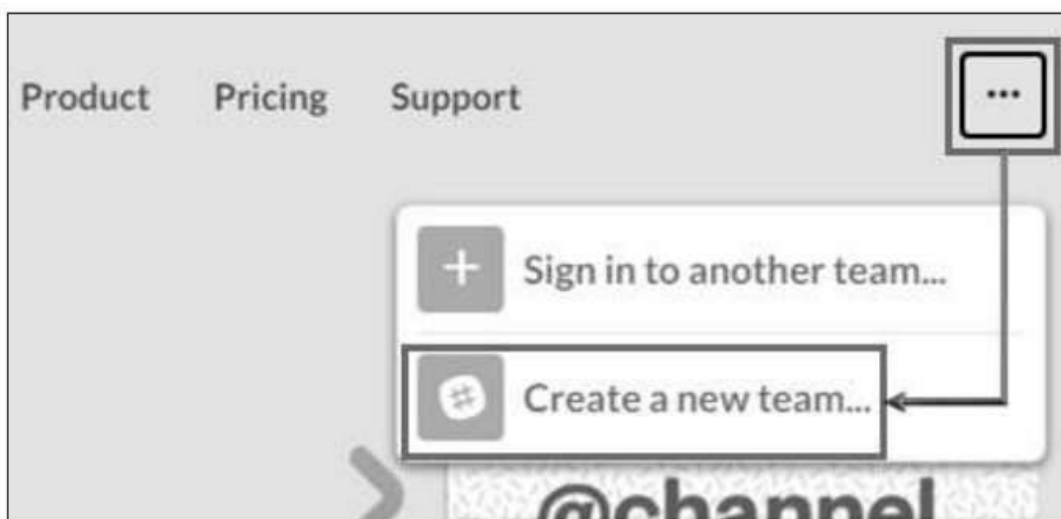 Product Pricing Support
...
Sign in to another team...
Create a new team...
@channel